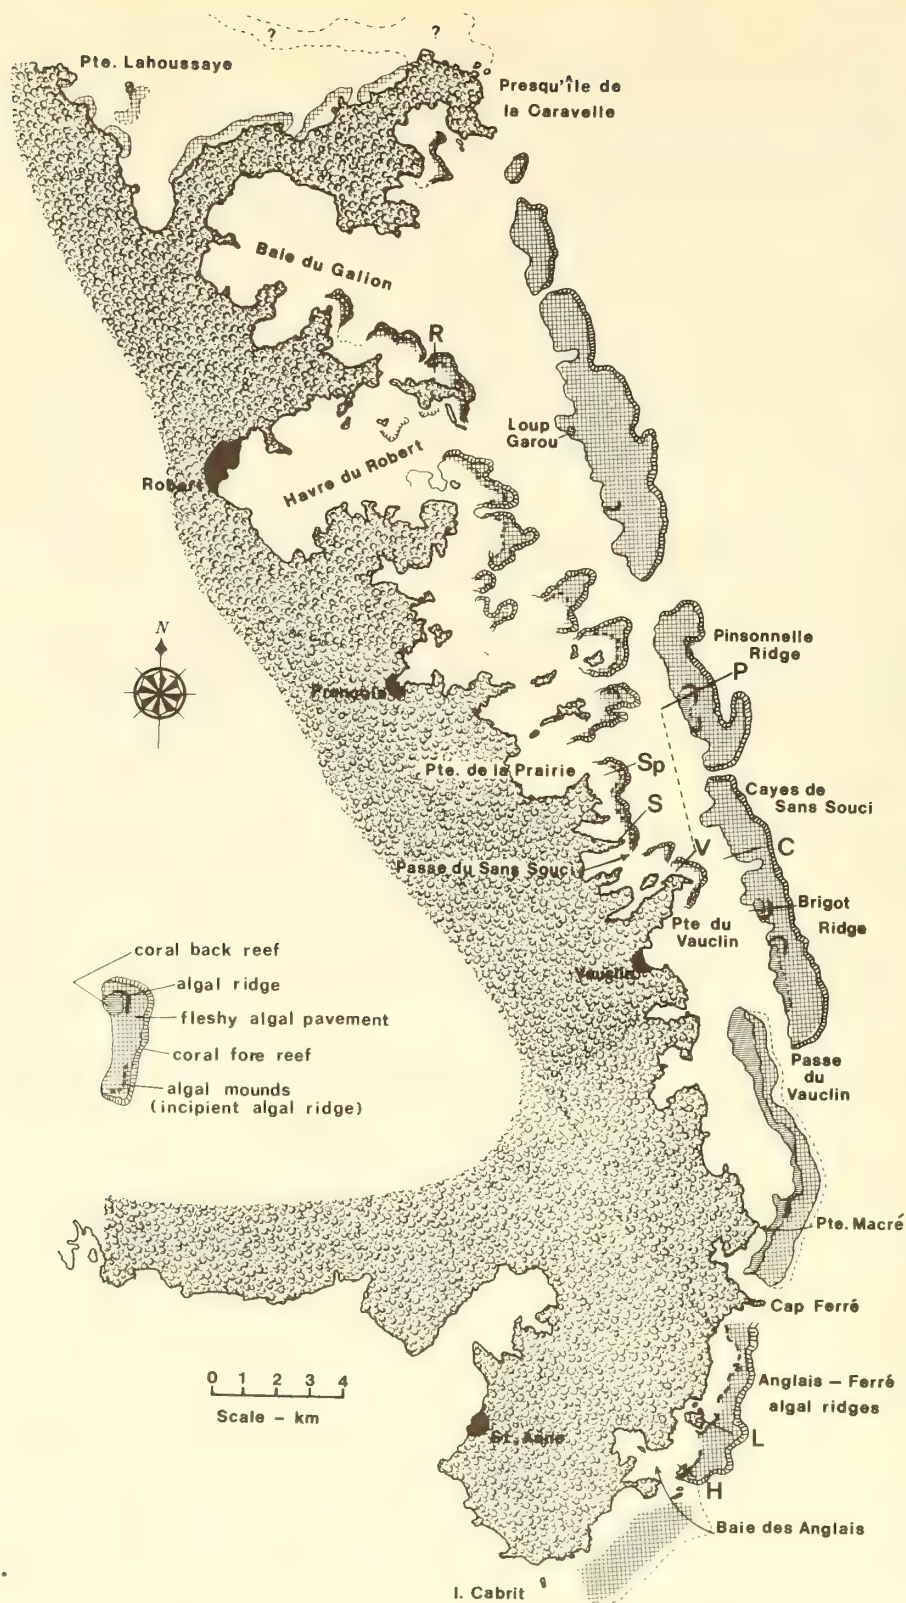 ?
?
Pte. Lahoussaye
Presqu'île de
la Caravelle
Baie du Galion
R
Loup
Garou
Havre du Robert
Robert
N
Pinsonnelle
Ridge
P
François
Pte. de la Prairie
Sp
Cayes de
Sans Souci
S
V
C
Passe du Sans Souci
Brigot
Ridge
Pte du
Vauclin
Vauclin
coral back reef
algal ridge
fleshy algal pavement
coral fore reef
algal mounds
(incipient algal ridge)
Passe
du
Vauclin
Pte. Macré
Cap Ferré
0 1 2 3 4
Scale – km
Anglais – Ferré
algal ridges
St. Anne
L
H
Baie des Anglais
I. Cabrit